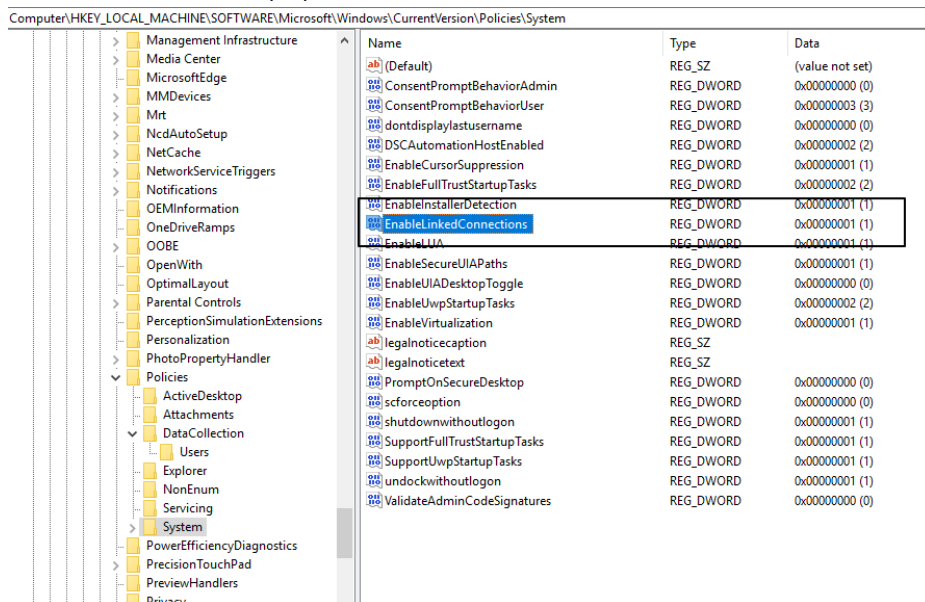 Computer\HKEY_LOCAL_MACHINE\SOFTWARE\Microsoft\Windows\CurrentVersion\Policies\System
Management Infrastructure
Media Center
MicrosoftEdge
MMDevices
Mrt
NcdAutoSetup
NetCache
NetworkServiceTriggers
Notifications
OEMInformation
OneDriveRamps
OOBE
OpenWith
OptimalLayout
Parental Controls
PerceptionSimulationExtensions
Personalization
PhotoPropertyHandler
Policies
ActiveDesktop
Attachments
DataCollection
Users
Explorer
NonEnum
Servicing
System
PowerEfficiencyDiagnostics
PrecisionTouchPad
PreviewHandlers
Privacy
Name Type Data
(Default) REG_SZ (value not set)
ConsentPromptBehaviorAdmin REG_DWORD 0x00000000 (0)
ConsentPromptBehaviorUser REG_DWORD 0x00000003 (3)
dontdisplaylastusername REG_DWORD 0x00000000 (0)
DSCAutomationHostEnabled REG_DWORD 0x00000002 (2)
EnableCursorSuppression REG_DWORD 0x00000001 (1)
EnableFullTrustStartupTasks REG_DWORD 0x00000002 (2)
EnableInstallerDetection REG_DWORD 0x00000001 (1)
EnableLinkedConnections REG_DWORD 0x00000001 (1)
EnableLUA REG_DWORD 0x00000001 (1)
EnableSecureUIAPaths REG_DWORD 0x00000001 (1)
EnableUIADesktopToggle REG_DWORD 0x00000000 (0)
EnableUwpStartupTasks REG_DWORD 0x00000002 (2)
EnableVirtualization REG_DWORD 0x00000001 (1)
legalnoticecaption REG_SZ
legalnoticetext REG_SZ
PromptOnSecureDesktop REG_DWORD 0x00000000 (0)
scforceoption REG_DWORD 0x00000000 (0)
shutdownwithoutlogon REG_DWORD 0x00000001 (1)
SupportFullTrustStartupTasks REG_DWORD 0x00000001 (1)
SupportUwpStartupTasks REG_DWORD 0x00000001 (1)
undockwithoutlogon REG_DWORD 0x00000001 (1)
ValidateAdminCodeSignatures REG_DWORD 0x00000000 (0)